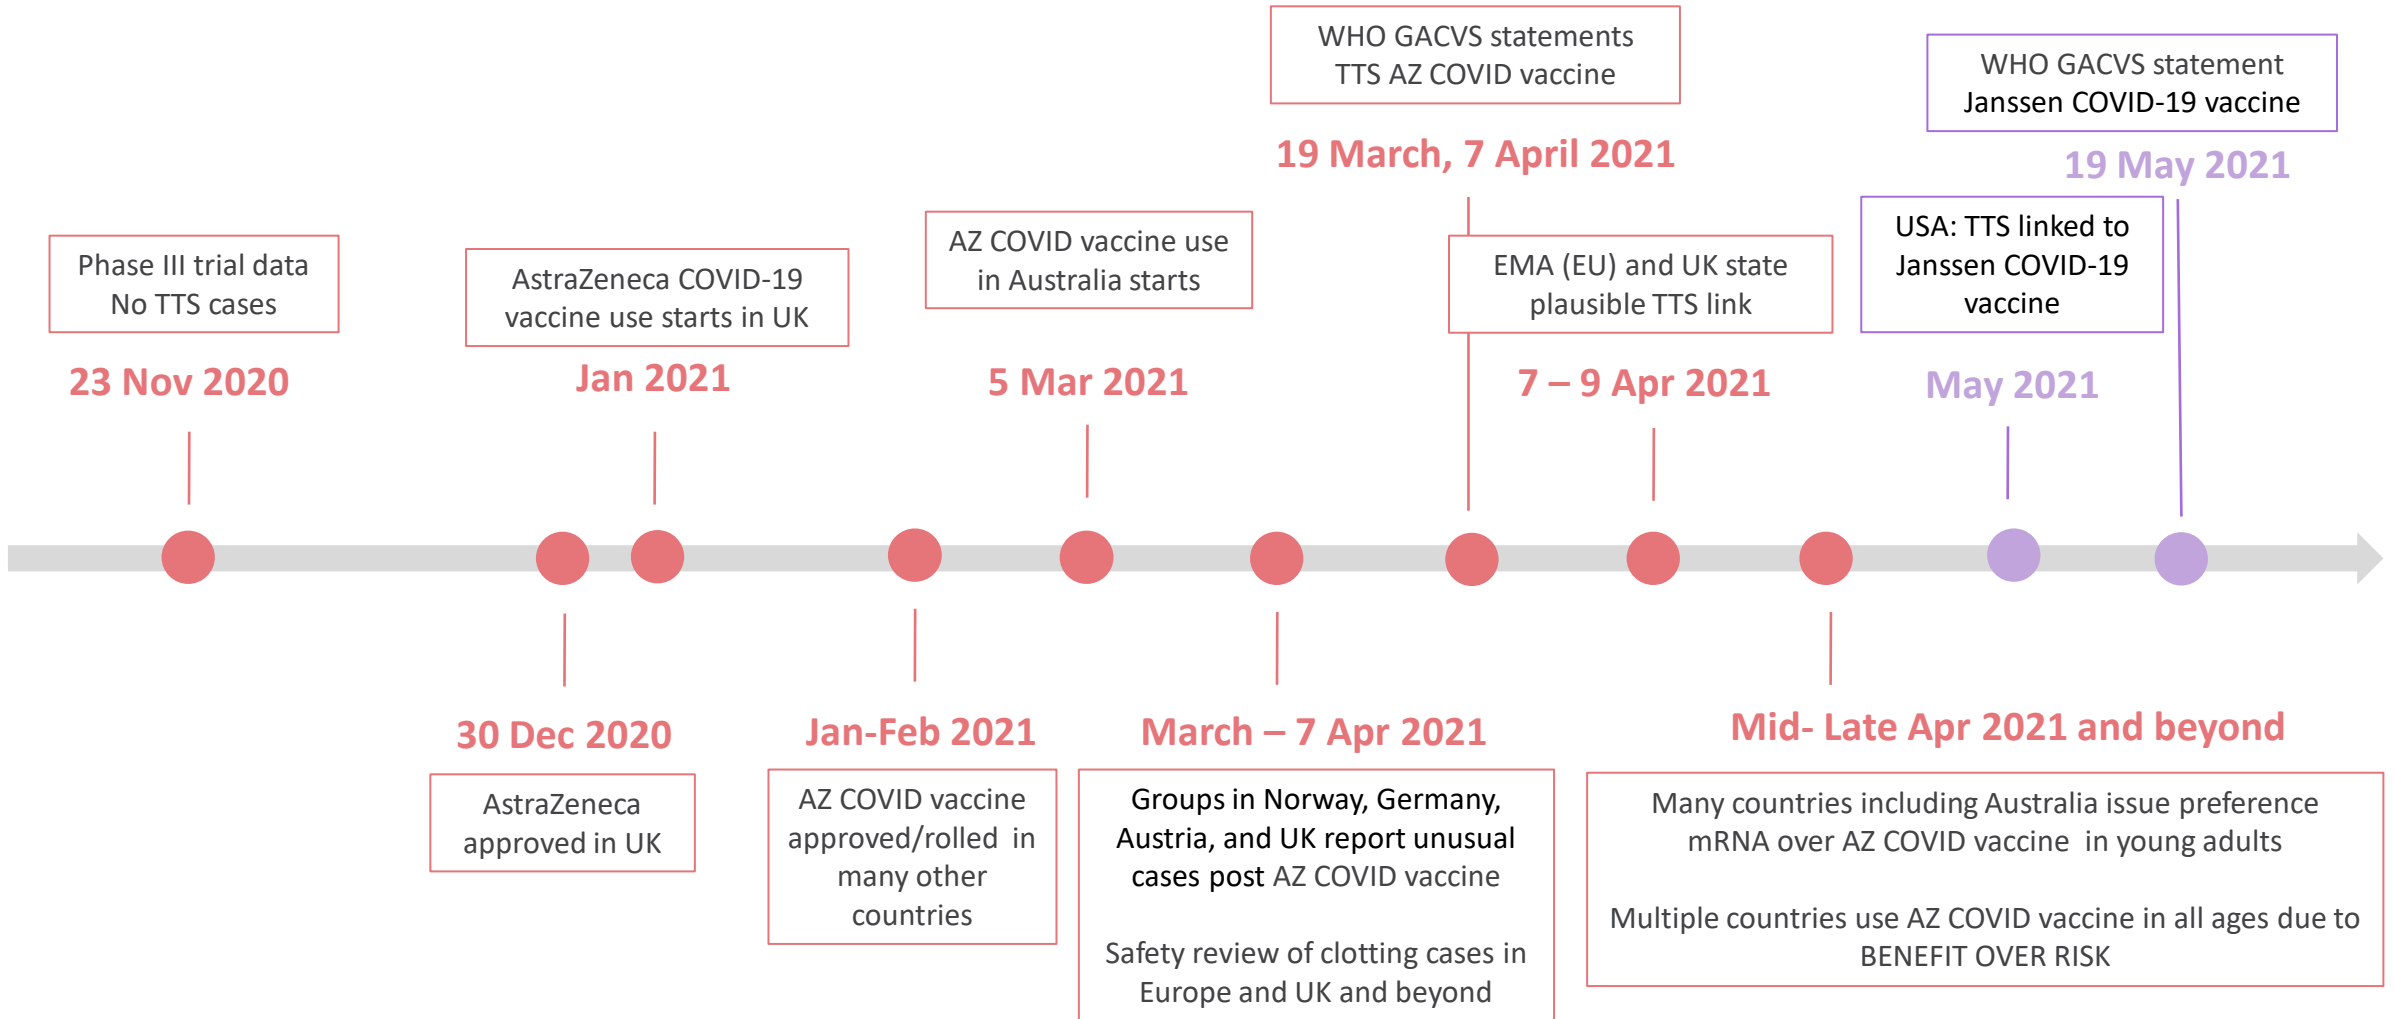 Phase III trial data
No TTS cases
23 Nov 2020
30 Dec 2020
AstraZeneca
approved in UK
AstraZeneca COVID-19
vaccine use starts in UK
Jan 2021
Jan-Feb 2021
AZ COVID vaccine
approved/rolled in
many other
countries
AZ COVID vaccine use
in Australia starts
5 Mar 2021
March – 7 Apr 2021
Groups in Norway, Germany,
Austria, and UK report unusual
cases post AZ COVID vaccine
Safety review of clotting cases in
Europe and UK and beyond
WHO GACVS statements
TTS AZ COVID vaccine
19 March, 7 April 2021
EMA (EU) and UK state
plausible TTS link
7 – 9 Apr 2021
Mid- Late Apr 2021 and beyond
Many countries including Australia issue preference
mRNA over AZ COVID vaccine in young adults
Multiple countries use AZ COVID vaccine in all ages due to
BENEFIT OVER RISK
USA: TTS linked to
Janssen COVID-19
vaccine
May 2021
WHO GACVS statement
Janssen COVID-19 vaccine
19 May 2021